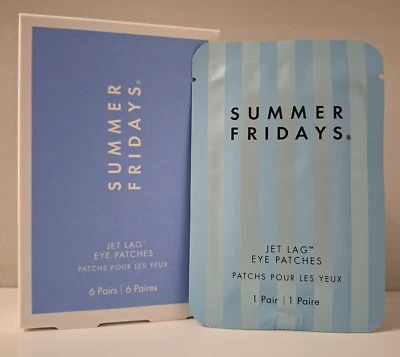 SUMMER
FRIDAYS®
JET LAG™
EYE PATCHES
PATCHS POUR LES YEUX
6 Pairs | 6 Paires
SUMMER
FRIDAYS®
JET LAG™
EYE PATCHES
PATCHS POUR LES YEUX
1 Pair | 1 Paire